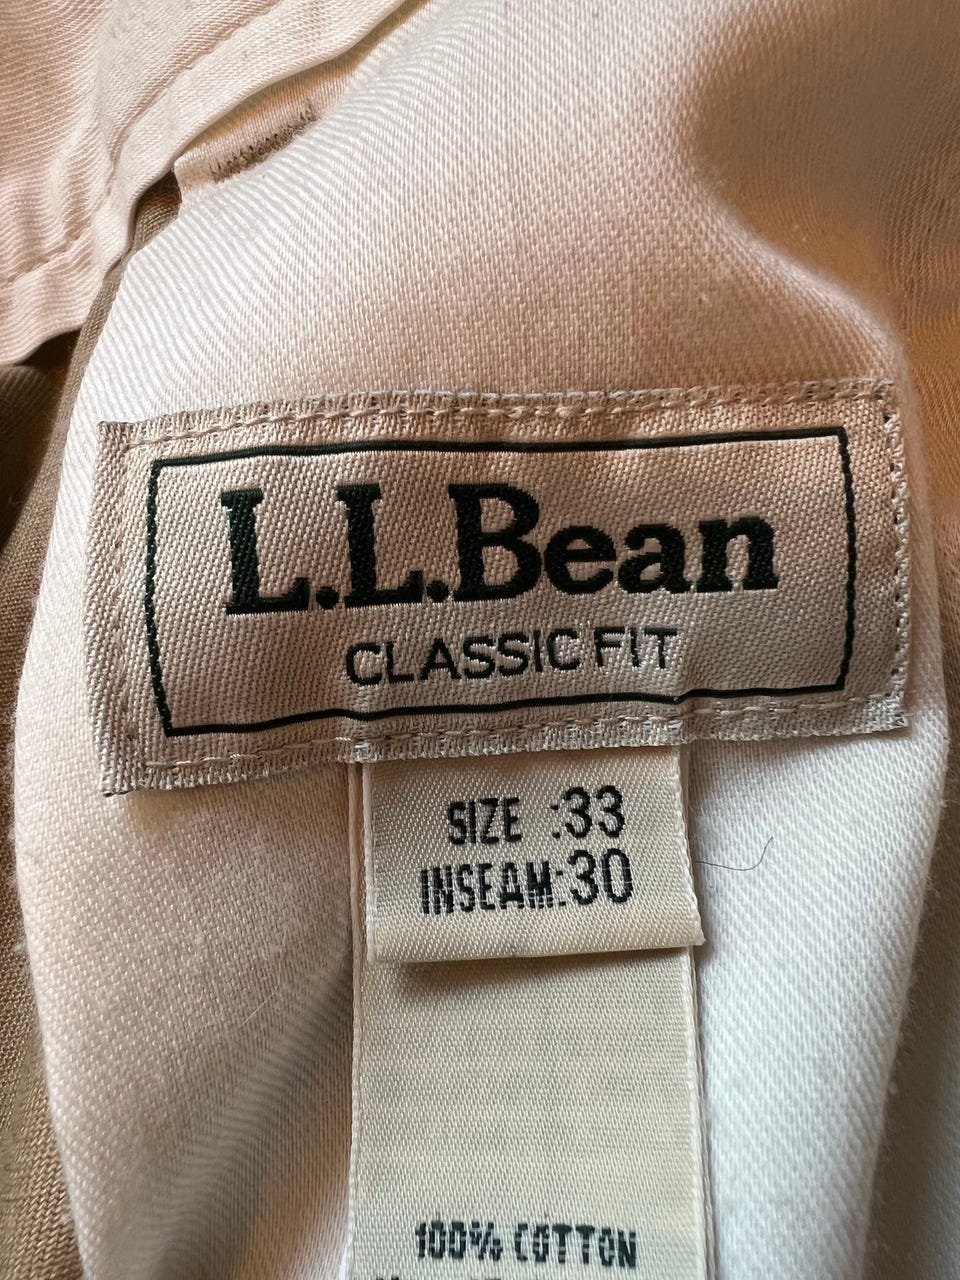 L.L.Bean
CLASSIC FIT
SIZE :33
INSEAM:30
100% COTTON